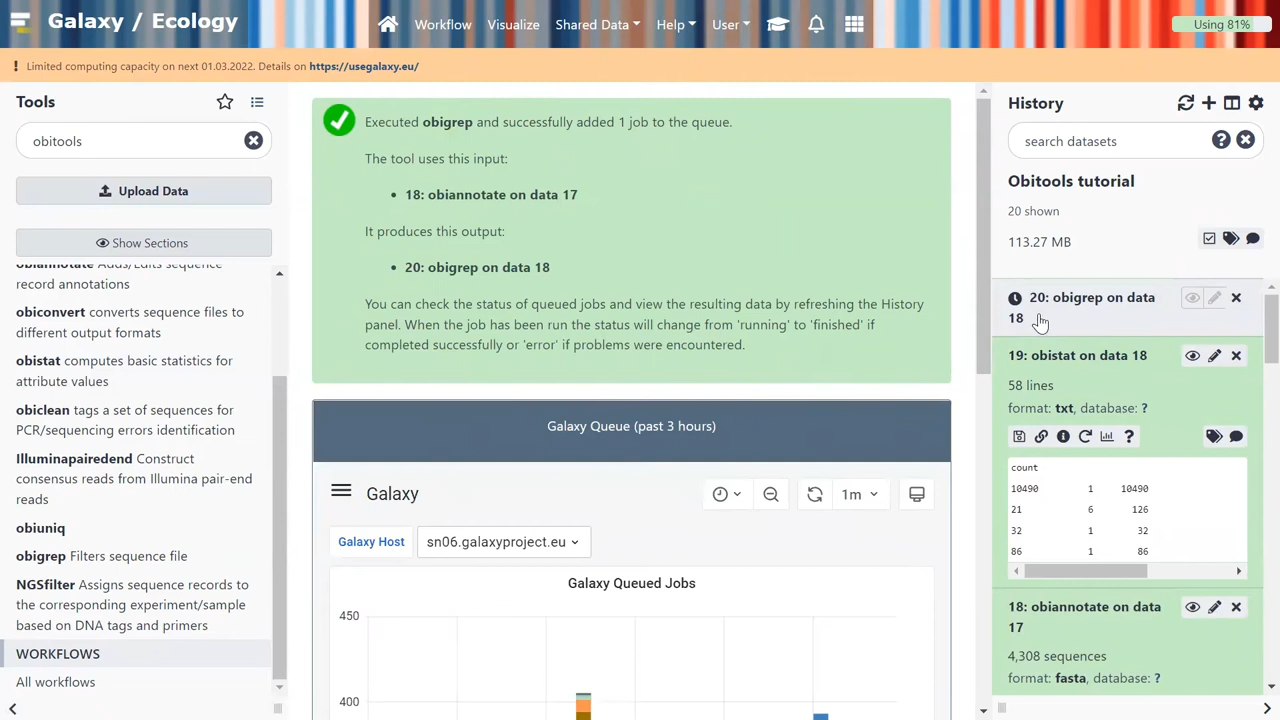 Galaxy / Ecology
Workflow
Visualize
Shared Data
Help
User
Using 81%
! Limited computing capacity on next 01.03.2022. Details on https://usegalaxy.eu/
Tools
obitools
Upload Data
Show Sections
obiannotate Adds/Edits sequence
record annotations
obiconvert converts sequence files to
different output formats
obistat computes basic statistics for
attribute values
obiclean tags a set of sequences for
PCR/sequencing errors identification
Illuminapairedend Construct
consensus reads from Illumina pair-end
reads
obiuniq
obigrep Filters sequence file
NGSfilter Assigns sequence records to
the corresponding experiment/sample
based on DNA tags and primers
WORKFLOWS
All workflows
Executed obigrep and successfully added 1 job to the queue.
The tool uses this input:
• 18: obiannotate on data 17
It produces this output:
• 20: obigrep on data 18
You can check the status of queued jobs and view the resulting data by refreshing the History
panel. When the job has been run the status will change from 'running' to 'finished' if
completed successfully or 'error' if problems were encountered.
Galaxy Queue (past 3 hours)
Galaxy
1m
Galaxy Host
sn06.galaxyproject.eu
Galaxy Queued Jobs
450
400
History
search datasets
Obitools tutorial
20 shown
113.27 MB
20: obigrep on data
18
19: obistat on data 18
58 lines
format: txt, database: ?
count
10490 1 10490
21 6 126
32 1 32
86 1 86
18: obiannotate on data
17
4,308 sequences
format: fasta, database: ?